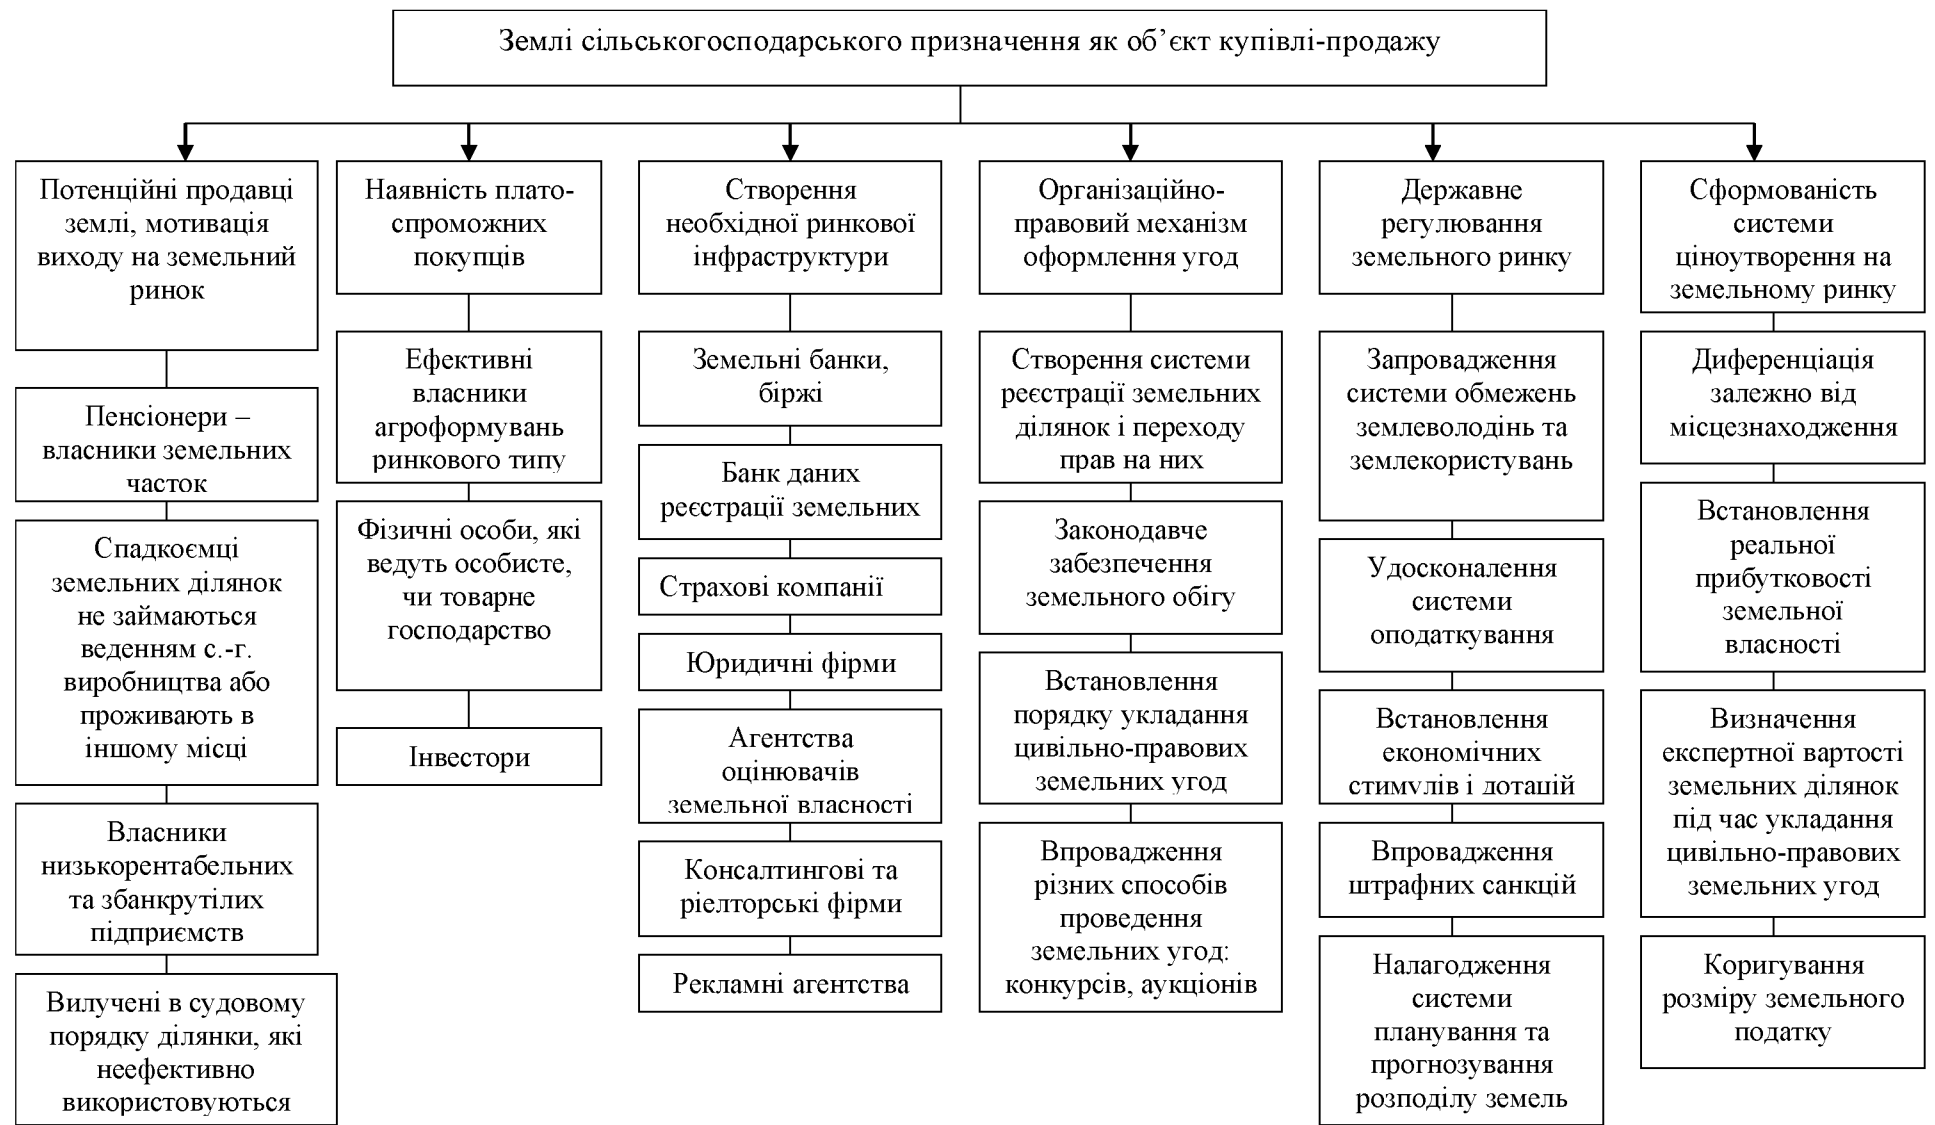 Землі сільськогосподарського призначення як об’єкт купівлі-продажу
Потенційні продавці
землі, мотивація
виходу на земельний
ринок
Пенсіонери –
власники земельних
часток
Спадкоємці
земельних ділянок
не займаються
веденням с.-г.
виробництва або
проживають в
іншому місці
Власники
низькорентабельних
та збанкрутілих
підприємств
Вилучені в судовому
порядку ділянки, які
неефективно
використовуються
Наявність плато-
спроможних
покупців
Ефективні
власники
агроформувань
ринкового типу
Фізичні особи, які
ведуть особисте,
чи товарне
господарство
Інвестори
Створення
необхідної ринкової
інфраструктури
Земельні банки,
біржі
Банк даних
реєстрації земельних
Страхові компанії
Юридичні фірми
Агентства
оцінювачів
земельної власності
Консалтингові та
ріелторські фірми
Рекламні агентства
Організаційно-
правовий механізм
оформлення угод
Створення системи
реєстрації земельних
ділянок і переходу
прав на них
Законодавче
забезпечення
земельного обігу
Встановлення
порядку укладання
цивільно-правових
земельних угод
Впровадження
різних способів
проведення
земельних угод:
конкурсів, аукціонів
Державне
регулювання
земельного ринку
Запровадження
системи обмежень
землеволодінь та
землекористувань
Удосконалення
системи
оподаткування
Встановлення
економічних
стимулів і дотацій
Впровадження
штрафних санкцій
Налагодження
системи
планування та
прогнозування
розподілу земель
Сформованість
системи
ціноутворення на
земельному ринку
Диференціація
залежно від
місцезнаходження
Встановлення
реальної
прибутковості
земельної
власності
Визначення
експертної вартості
земельних ділянок
під час укладання
цивільно-правових
земельних угод
Коригування
розміру земельного
податку